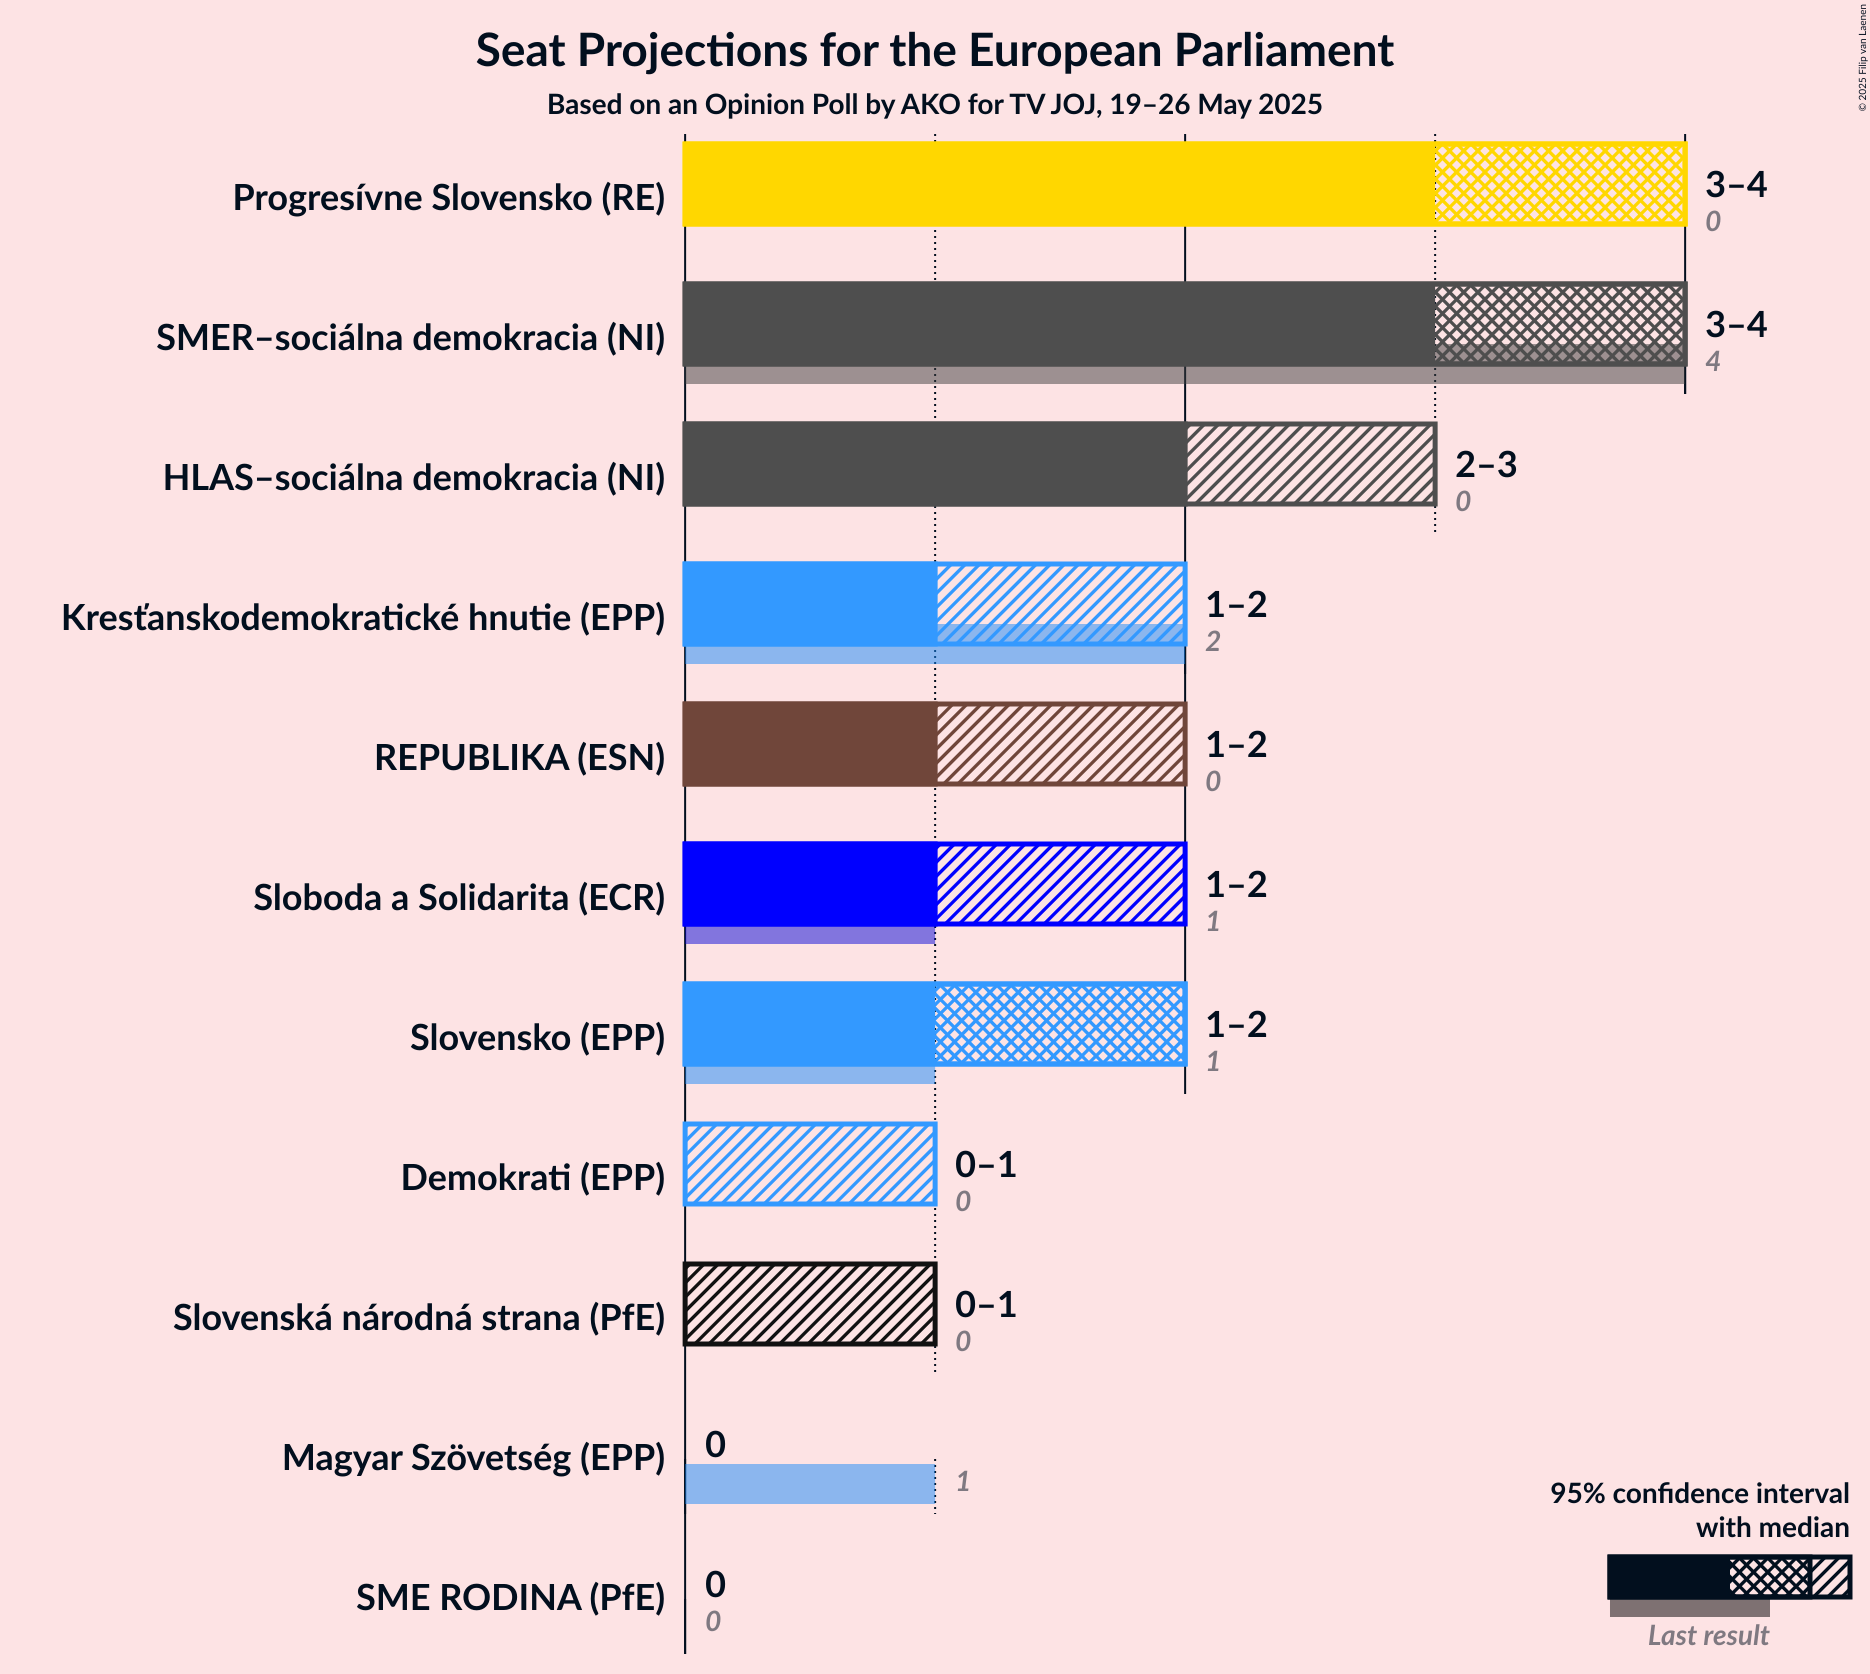 Seat Projections for the European Parliament
Based on an Opinion Poll by AKO for TV JOJ, 19–26 May 2025
© 2025 Filip van Laenen
Progresívne Slovensko (RE)
3–4
0
SMER–sociálna demokracia (NI)
3–4
4
HLAS–sociálna demokracia (NI)
2–3
0
Kresťanskodemokratické hnutie (EPP)
1–2
2
REPUBLIKA (ESN)
1–2
0
Sloboda a Solidarita (ECR)
1–2
1
Slovensko (EPP)
1–2
1
Demokrati (EPP)
0–1
0
Slovenská národná strana (PfE)
0–1
0
Magyar Szövetség (EPP)
0
1
SME RODINA (PfE)
0
0
95% confidence interval
with median
Last result